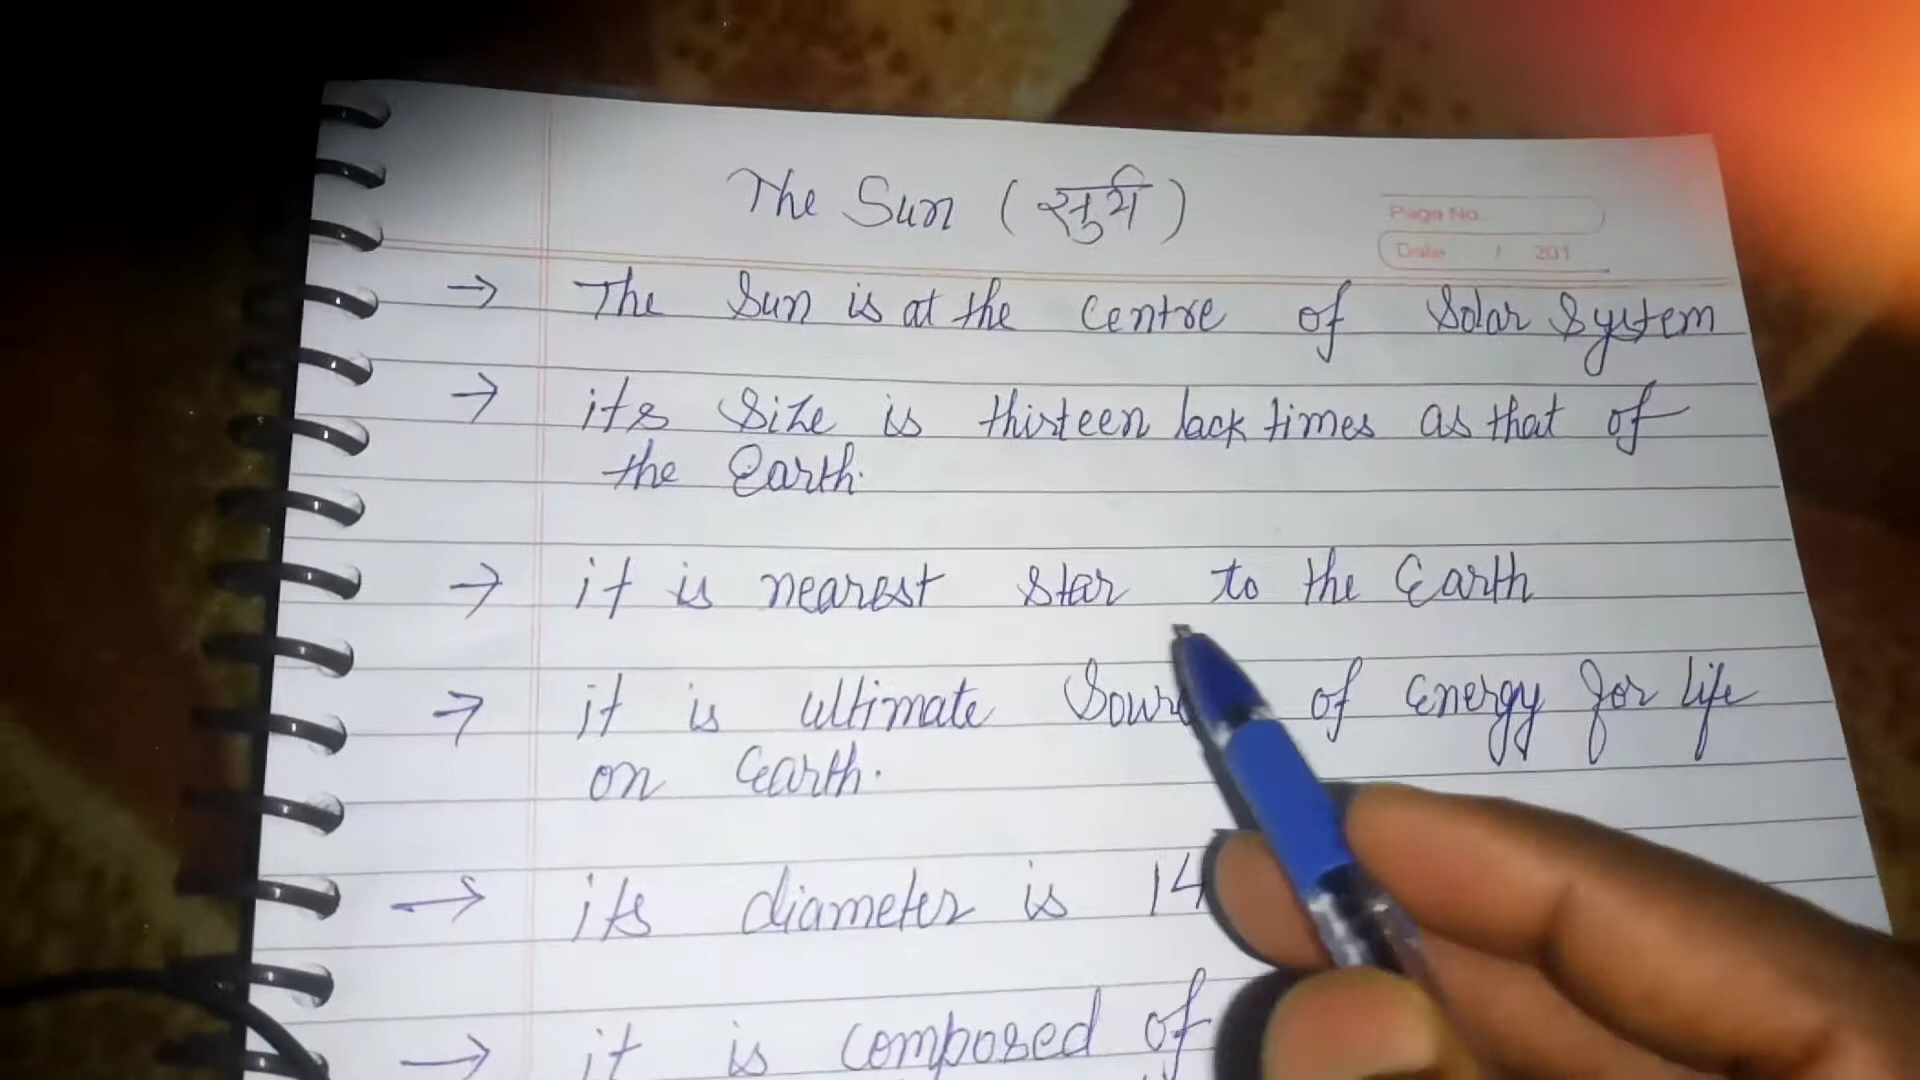 The Sun (सुर्य)
Page No.
Date / 201
→ The Sun is at the centre of Solar System
→ its size is thirteen lack times as that of
the Earth.
→ it is nearest star to the Earth
→ it is ultimate of energy for life
on Earth.
→ its diameter is 14
→ it is composed of